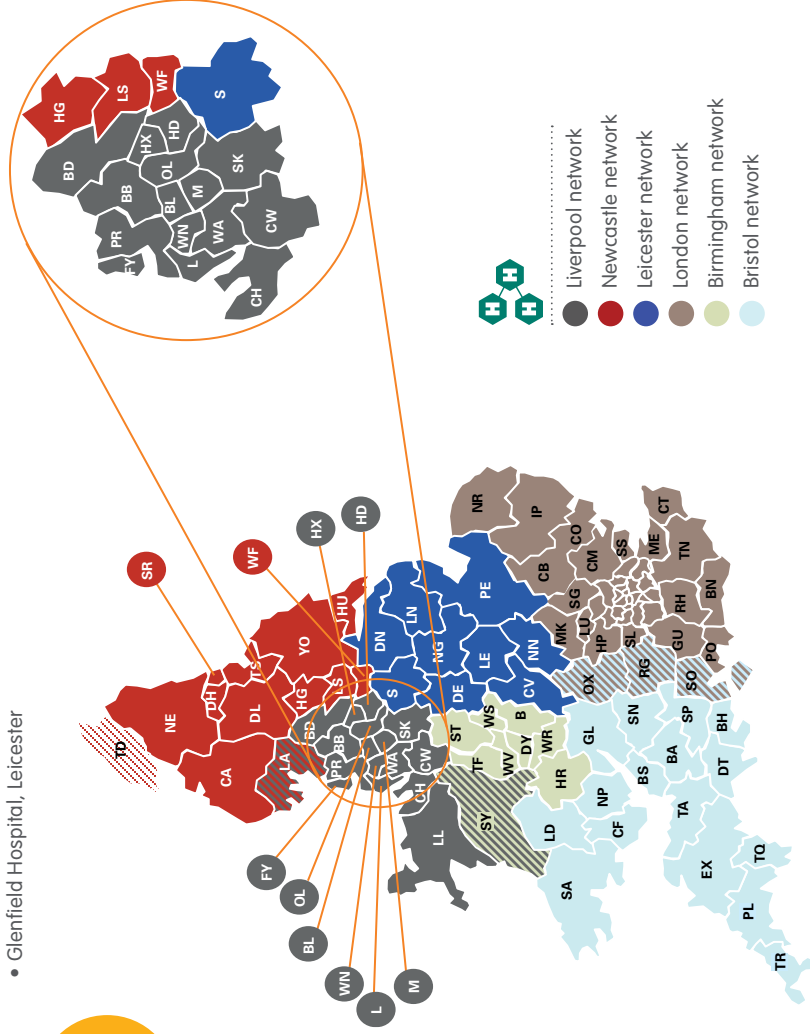 • Glenfield Hospital, Leicester
SR
WF
HX
HD
FY
OL
BL
WN
L
M
TD
NE
DH
CA
DL
TS
LA
HG
YO
BD
LS
HU
PR
BB
WA
SK
CH
CW
LL
S
DN
LN
NG
DE
LE
PE
NN
CV
ST
WS
TF
WV
DY
B
WR
SY
HR
LD
SA
NP
CF
GL
SN
BS
BA
SP
TA
DT
BH
EX
TQ
PL
TR
NR
IP
CB
CO
CM
SG
MK
LU
HP
SS
ME
CT
TN
RH
BN
GU
PO
SL
OX
RG
SO
HG
LS
WF
BD
HX
HD
S
BB
OL
PR
BL
M
SK
FY
WN
WA
L
CW
CH
H
H
H
Liverpool network
Newcastle network
Leicester network
London network
Birmingham network
Bristol network